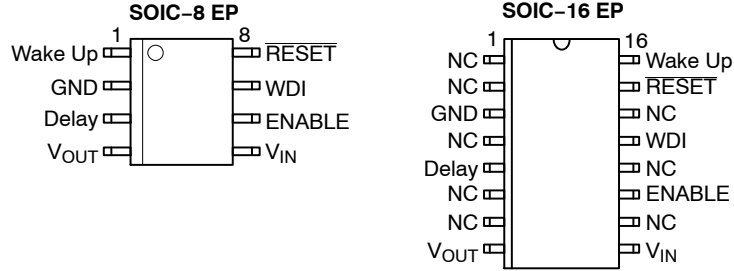 SOIC−8 EP
1 8
Wake Up RESET
GND WDI
Delay ENABLE
VOUT VIN
SOIC−16 EP
1 16
NC Wake Up
NC RESET
GND NC
NC WDI
Delay NC
NC ENABLE
NC NC
VOUT VIN